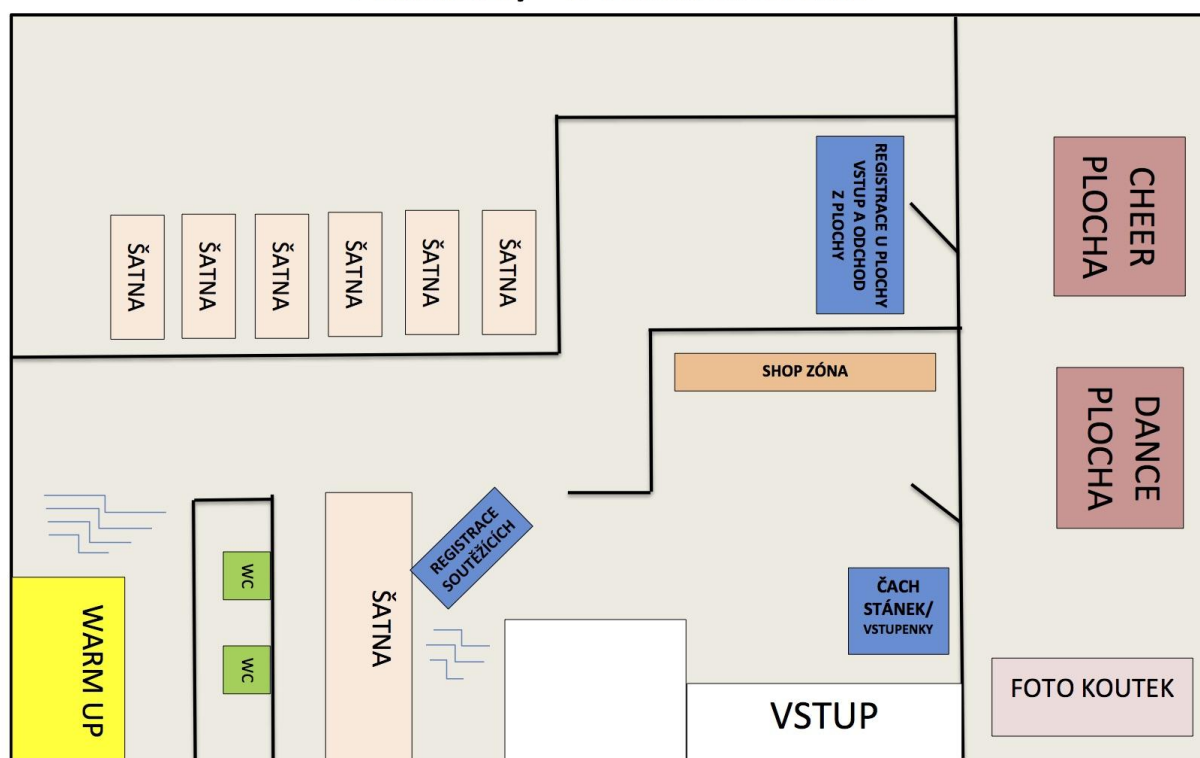 REGISTRACE U PLOCHY
VSTUP A ODCHOD
Z PLOCHY
CHEER
PLOCHA
ŠATNA
ŠATNA
ŠATNA
ŠATNA
ŠATNA
ŠATNA
SHOP ZÓNA
DANCE
PLOCHA
REGISTRACE
SOUTĚŽÍCÍCH
WC
WC
ŠATNA
ČACH
STÁNEK/
VSTUPENKY
WARM UP
VSTUP
FOTO KOUTEK